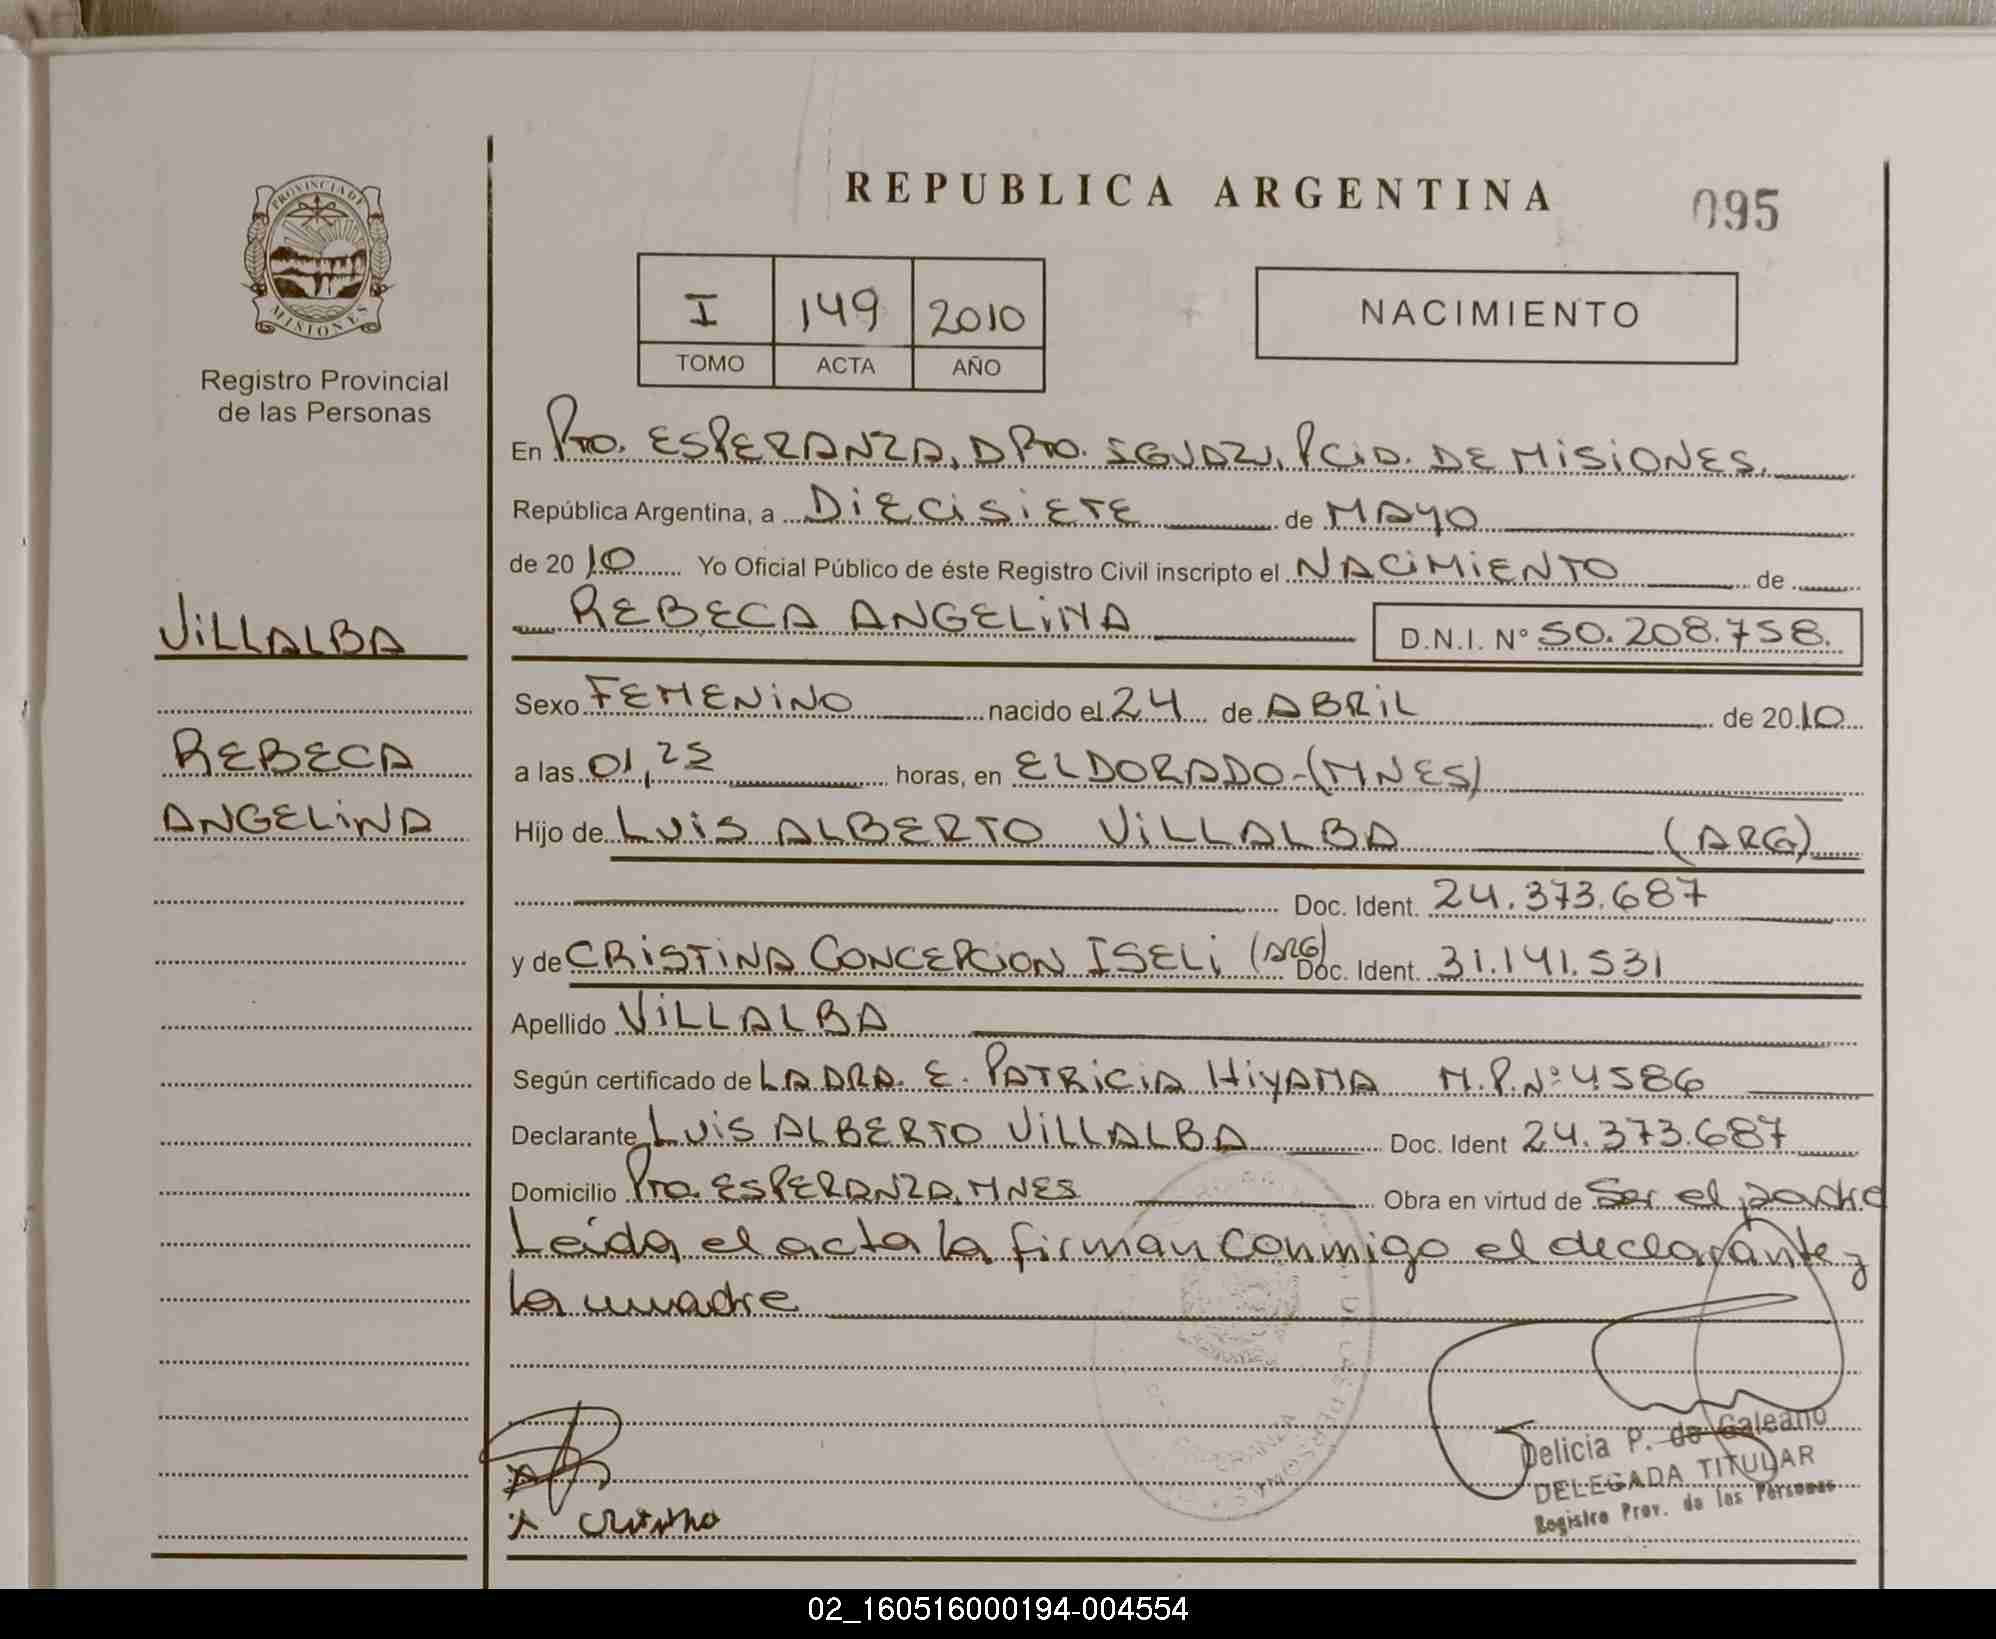 REPUBLICA ARGENTINA
095
PROVINCIA DE
MISIONES
Registro Provincial
de las Personas
I 149 2010
TOMO ACTA AÑO
NACIMIENTO
En Pto. ESPERANZA, DPTO. IGUAZU, PCIA. DE MISIONES.
República Argentina, a DIECISIETE de MAYO
de 2010 Yo Oficial Público de éste Registro Civil inscripto el NACIMIENTO de
REBECA ANGELINA D.N.I. N° 50.208.758.
VILLALBA
REBECA
ANGELINA
Sexo FEMENINO nacido el 24 de ABRIL de 2010
a las 01,25 horas, en ELDORADO-(MNES)
Hijo de LUIS ALBERTO VILLALBA (ARG)
Doc. Ident. 24.373.687
y de CRISTINA CONCEPCION ISELI (ARG) Doc. Ident. 31.141.531
Apellido VILLALBA
Según certificado de LA DRA. E. PATRICIA HIYAMA M.P.N° 4586
Declarante LUIS ALBERTO VILLALBA Doc. Ident 24.373.687
Domicilio Pto. ESPERANZA, MNES Obra en virtud de Ser el padre
Leída el acta la firman conmigo el declarante y
la madre
Delicia P. de Galeano
DELEGADA TITULAR
Registro Prov. de las Personas
x Cristina
02_160516000194-004554